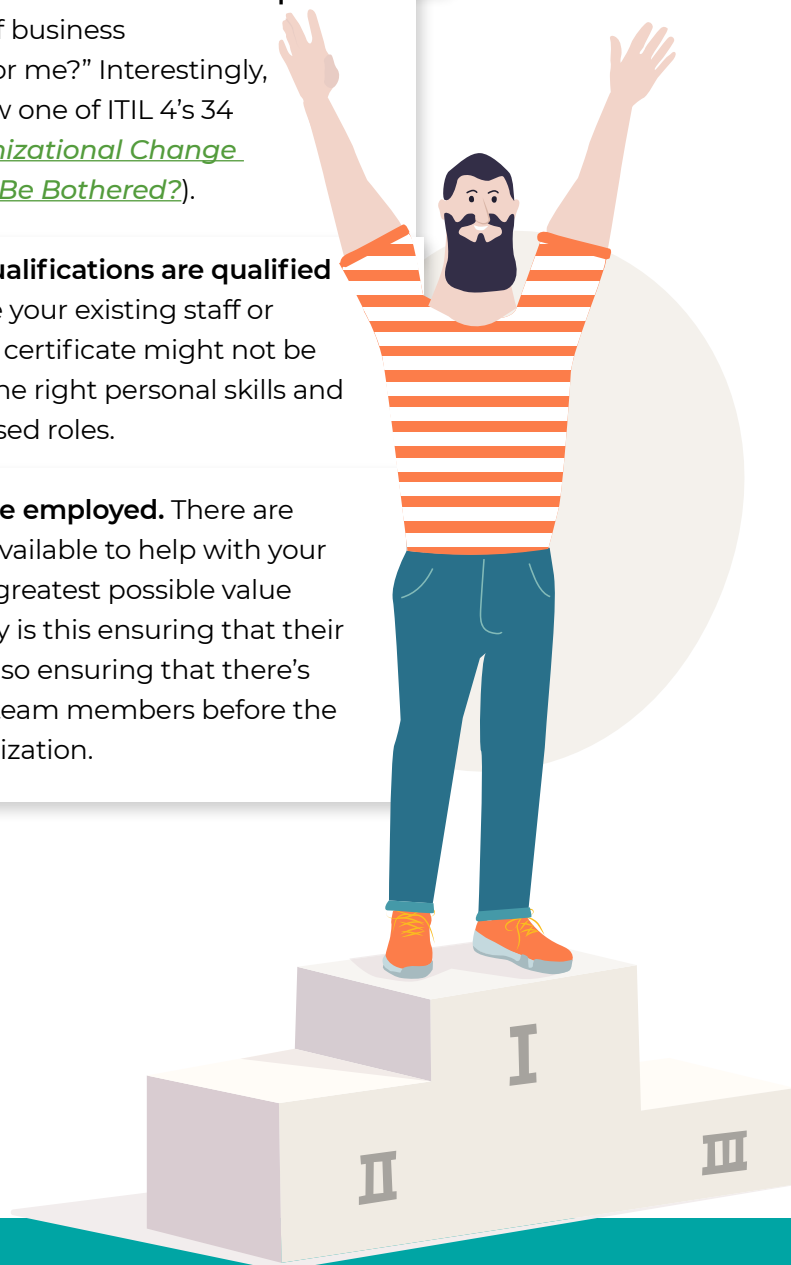 f business
or me?” Interestingly,
w one of ITIL 4’s 34
nizational Change
Be Bothered?).
ualifications are qualified
e your existing staff or
certificate might not be
he right personal skills and
sed roles.
e employed. There are
vailable to help with your
greatest possible value
y is this ensuring that their
so ensuring that there’s
team members before the
ization.
I
II
III